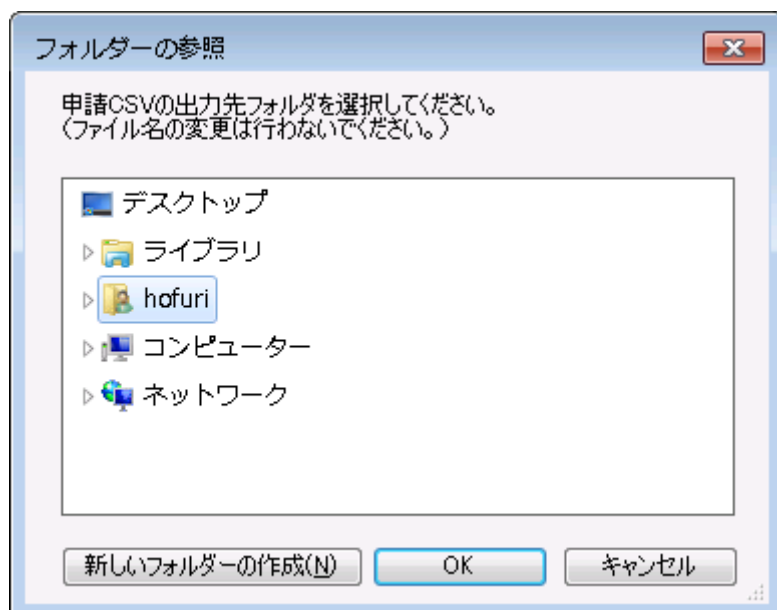 フォルダーの参照
申請CSVの出力先フォルダを選択してください。
(ファイル名の変更は行わないでください。)
デスクトップ
ライブラリ
hofuri
コンピューター
ネットワーク
新しいフォルダーの作成(N) OK キャンセル